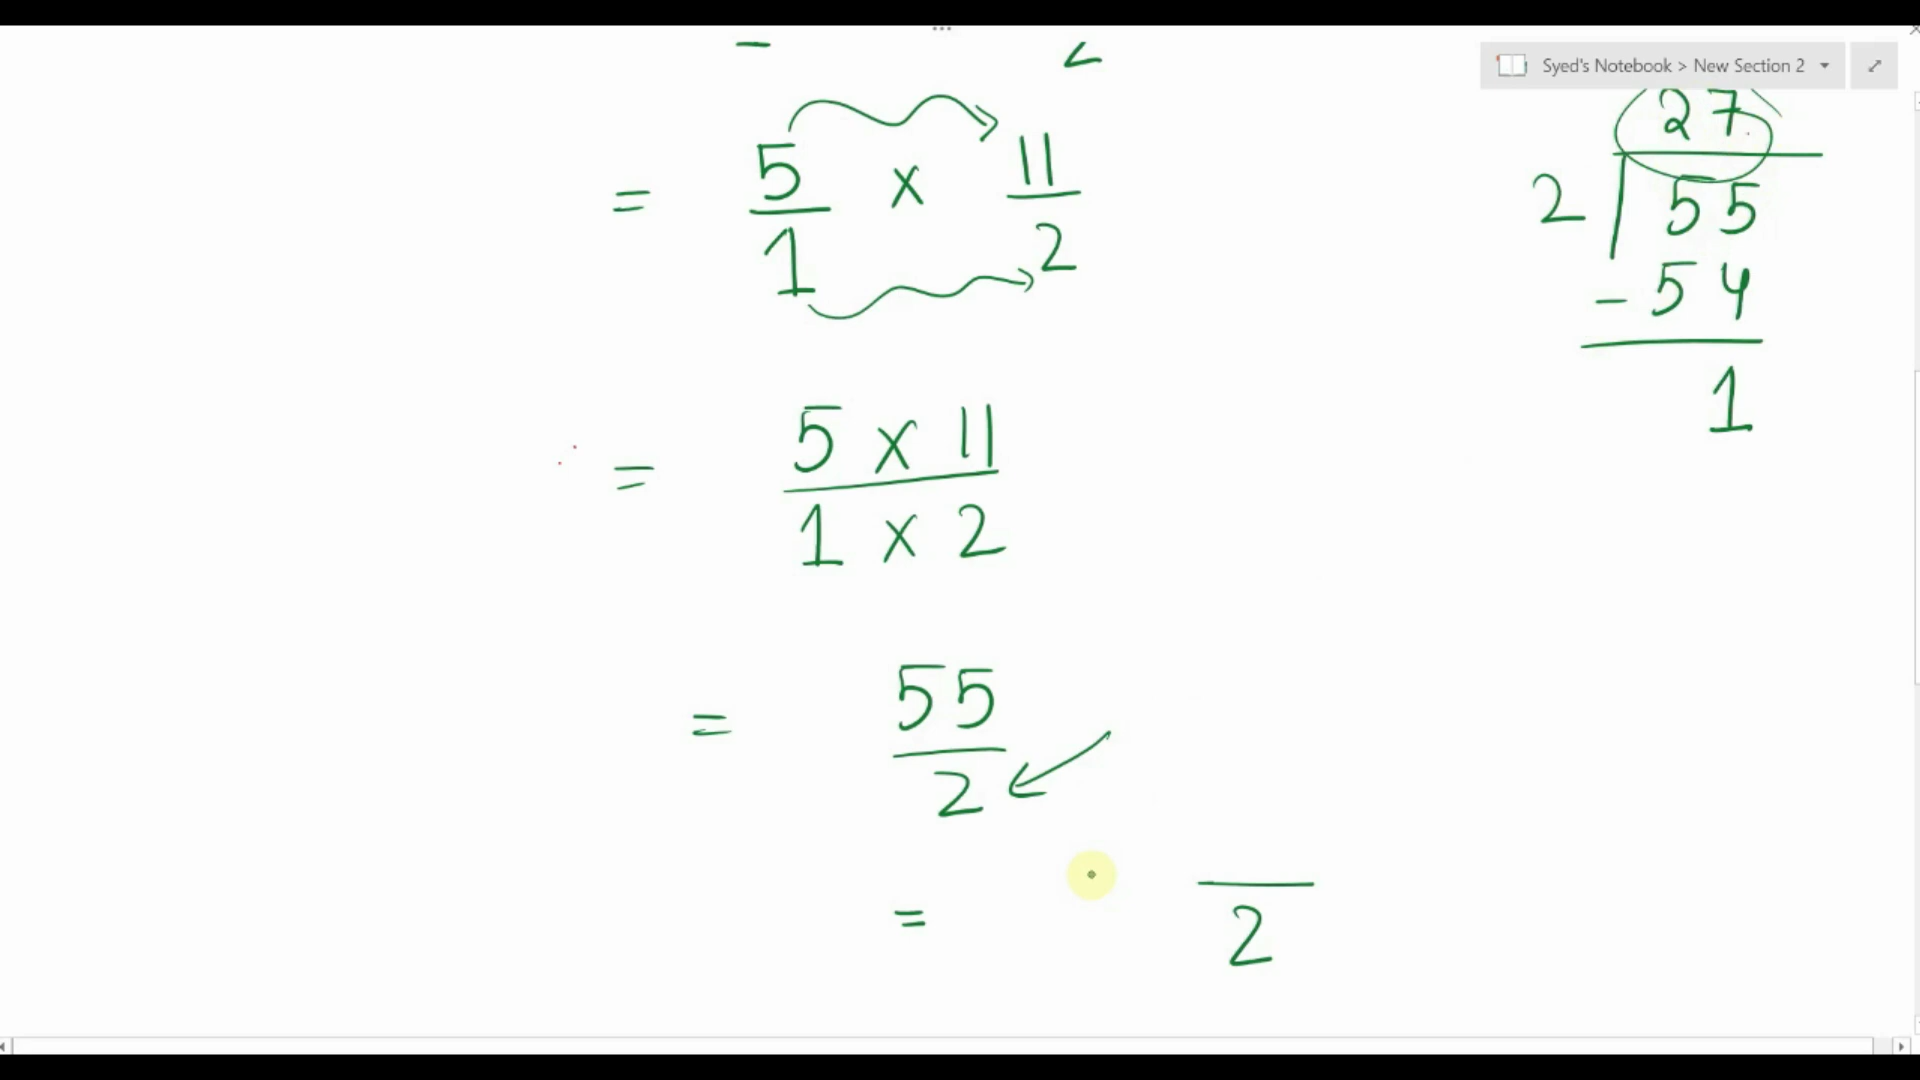 Syed's Notebook > New Section 2
= 5/1 x 11/2
= 5 x 11 / 1 x 2
= 55/2
= /2
27
2 55
- 54
1